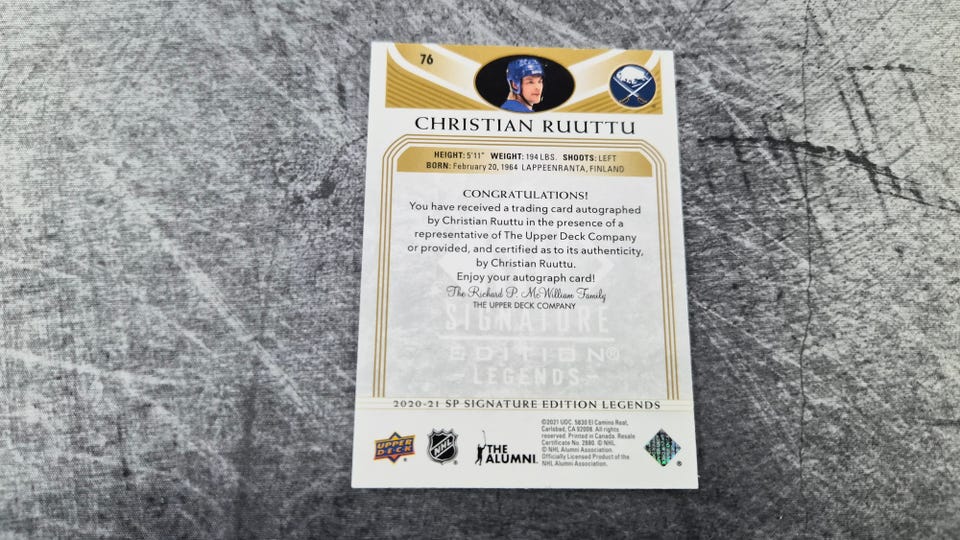 76
CHRISTIAN RUUTTU
HEIGHT: 5'11" WEIGHT: 194 LBS. SHOOTS: LEFT
BORN: February 20, 1964 LAPPEENRANTA, FINLAND
CONGRATULATIONS!
You have received a trading card autographed
by Christian Ruuttu in the presence of a
representative of The Upper Deck Company
or provided, and certified as to its authenticity,
by Christian Ruuttu.
Enjoy your autograph card!
The Richard P. McWilliam Family
THE UPPER DECK COMPANY
SIGNATURE
EDITION®
LEGENDS
2020-21 SP SIGNATURE EDITION LEGENDS
UPPER
DECK
NHL
THE
ALUMNI
©2021 UDC. 5830 El Camino Real,
Carlsbad, CA 92008. All rights
reserved. Printed in Canada. Resale
Certificate No. 2980. © NHL
© NHL Alumni Association.
Officially Licensed Product of the
NHL Alumni Association.
®